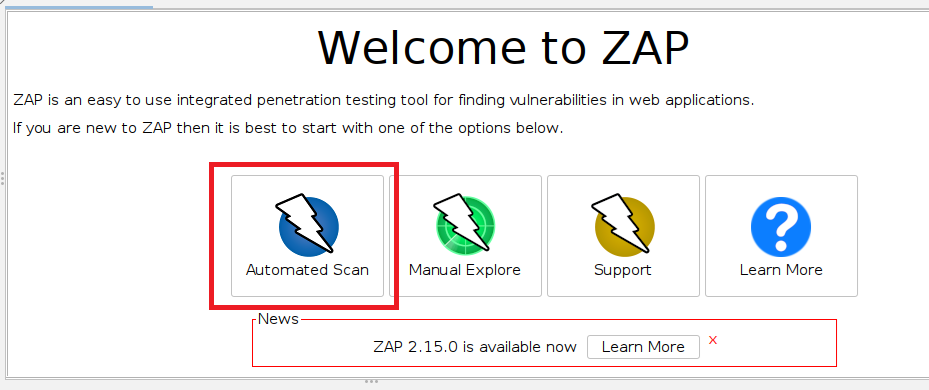 Welcome to ZAP
ZAP is an easy to use integrated penetration testing tool for finding vulnerabilities in web applications.
If you are new to ZAP then it is best to start with one of the options below.
Automated Scan
Manual Explore
Support
Learn More
News
ZAP 2.15.0 is available now Learn More X